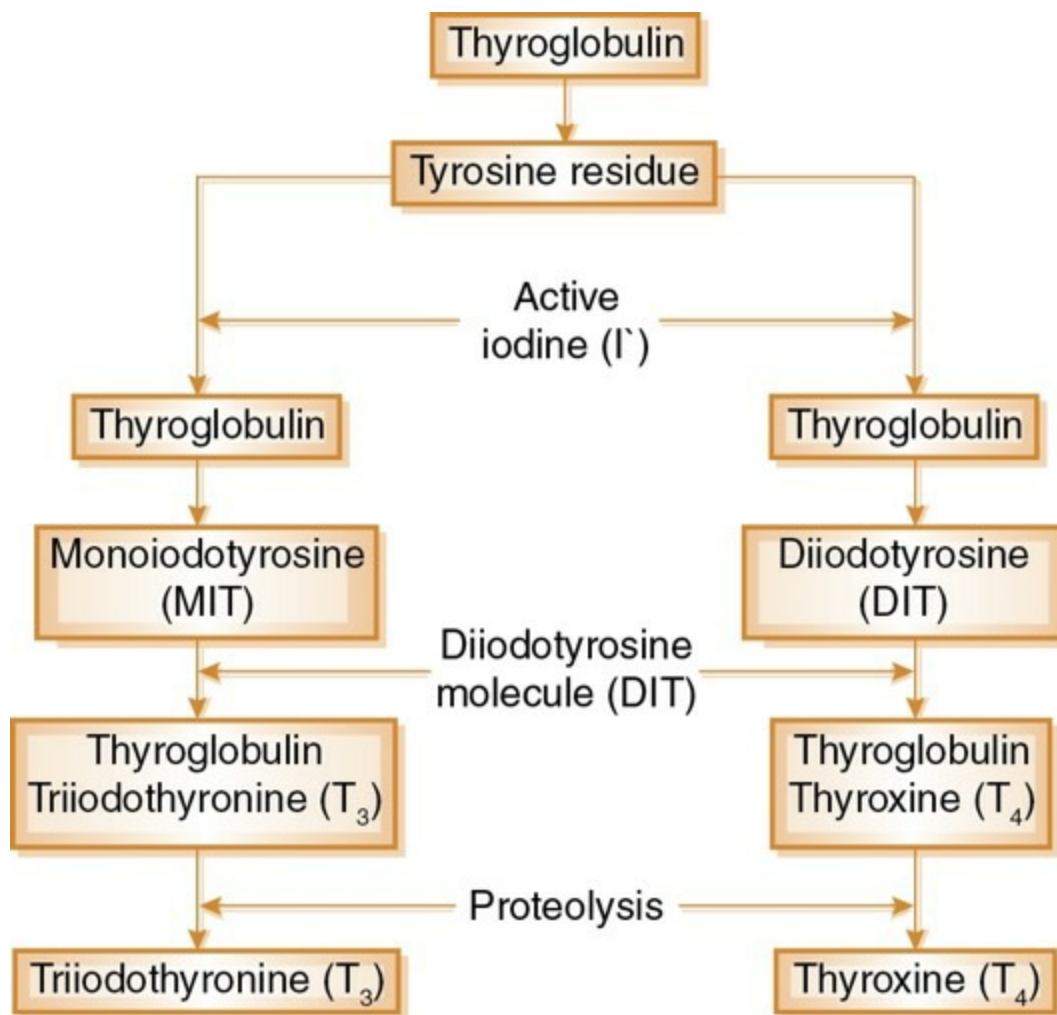 Thyroglobulin
Tyrosine residue
Active
iodine (I`)
Thyroglobulin
Thyroglobulin
Monoiodotyrosine
(MIT)
Diiodotyrosine
(DIT)
Diiodotyrosine
molecule (DIT)
Thyroglobulin
Triiodothyronine (T₃)
Thyroglobulin
Thyroxine (T₄)
Proteolysis
Triiodothyronine (T₃)
Thyroxine (T₄)